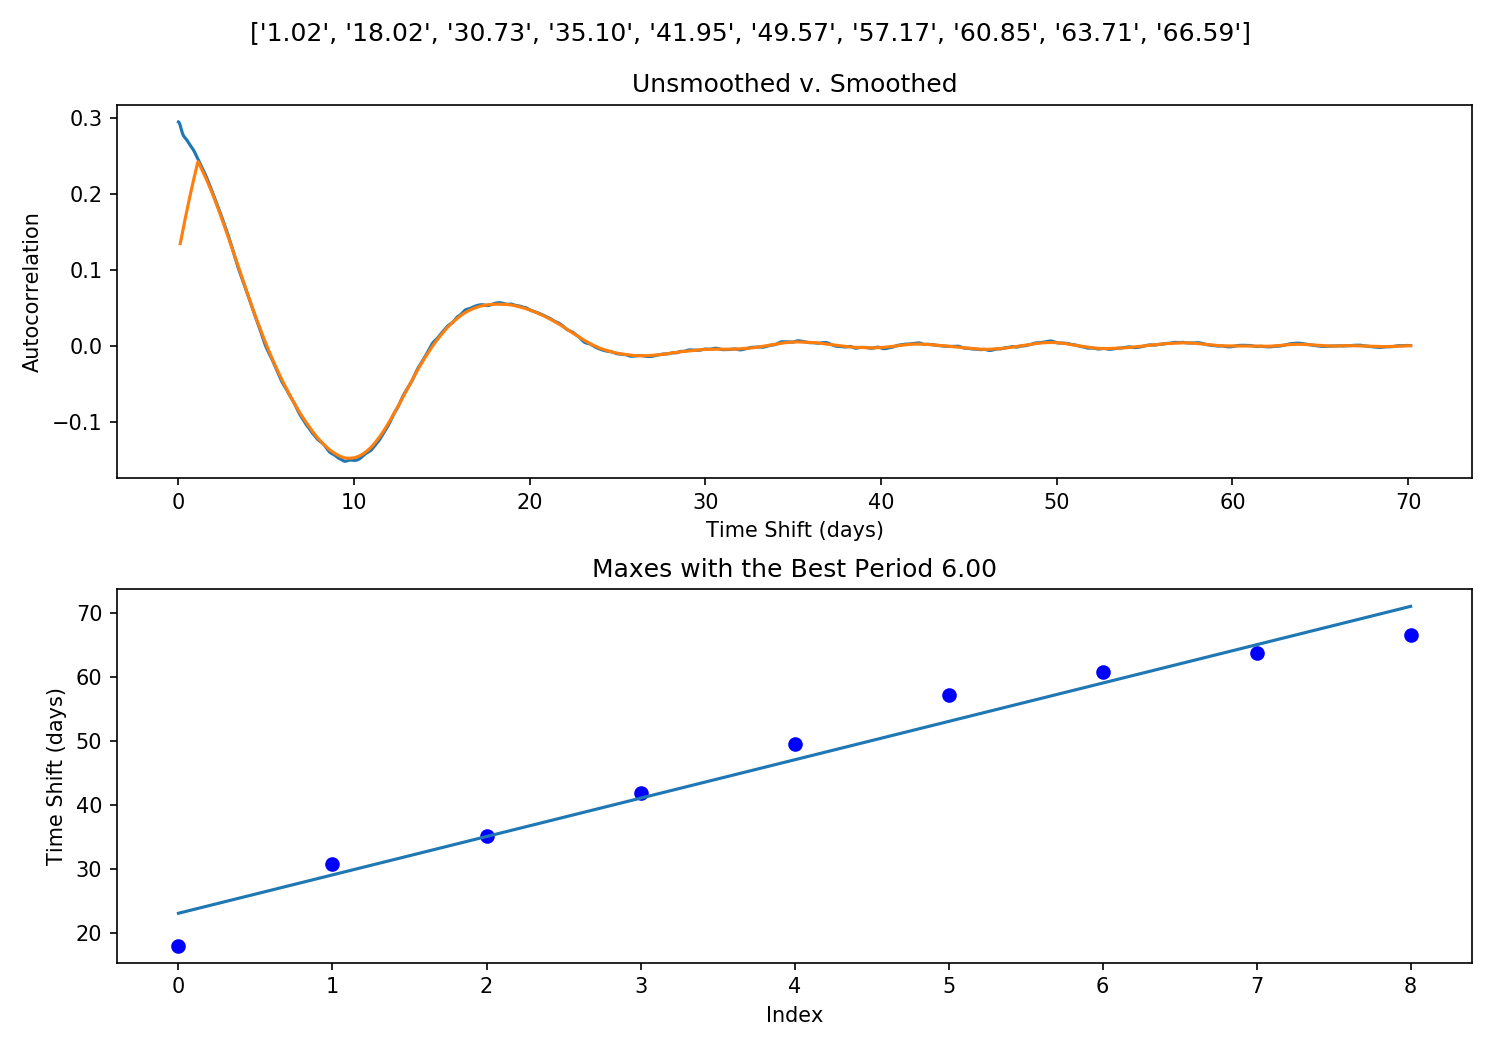 ['1.02', '18.02', '30.73', '35.10', '41.95', '49.57', '57.17', '60.85', '63.71', '66.59']
Unsmoothed v. Smoothed
Autocorrelation
0.3
0.2
0.1
0.0
−0.1
0 10 20 30 40 50 60 70
Time Shift (days)
Maxes with the Best Period 6.00
Time Shift (days)
70
60
50
40
30
20
0 1 2 3 4 5 6 7 8
Index